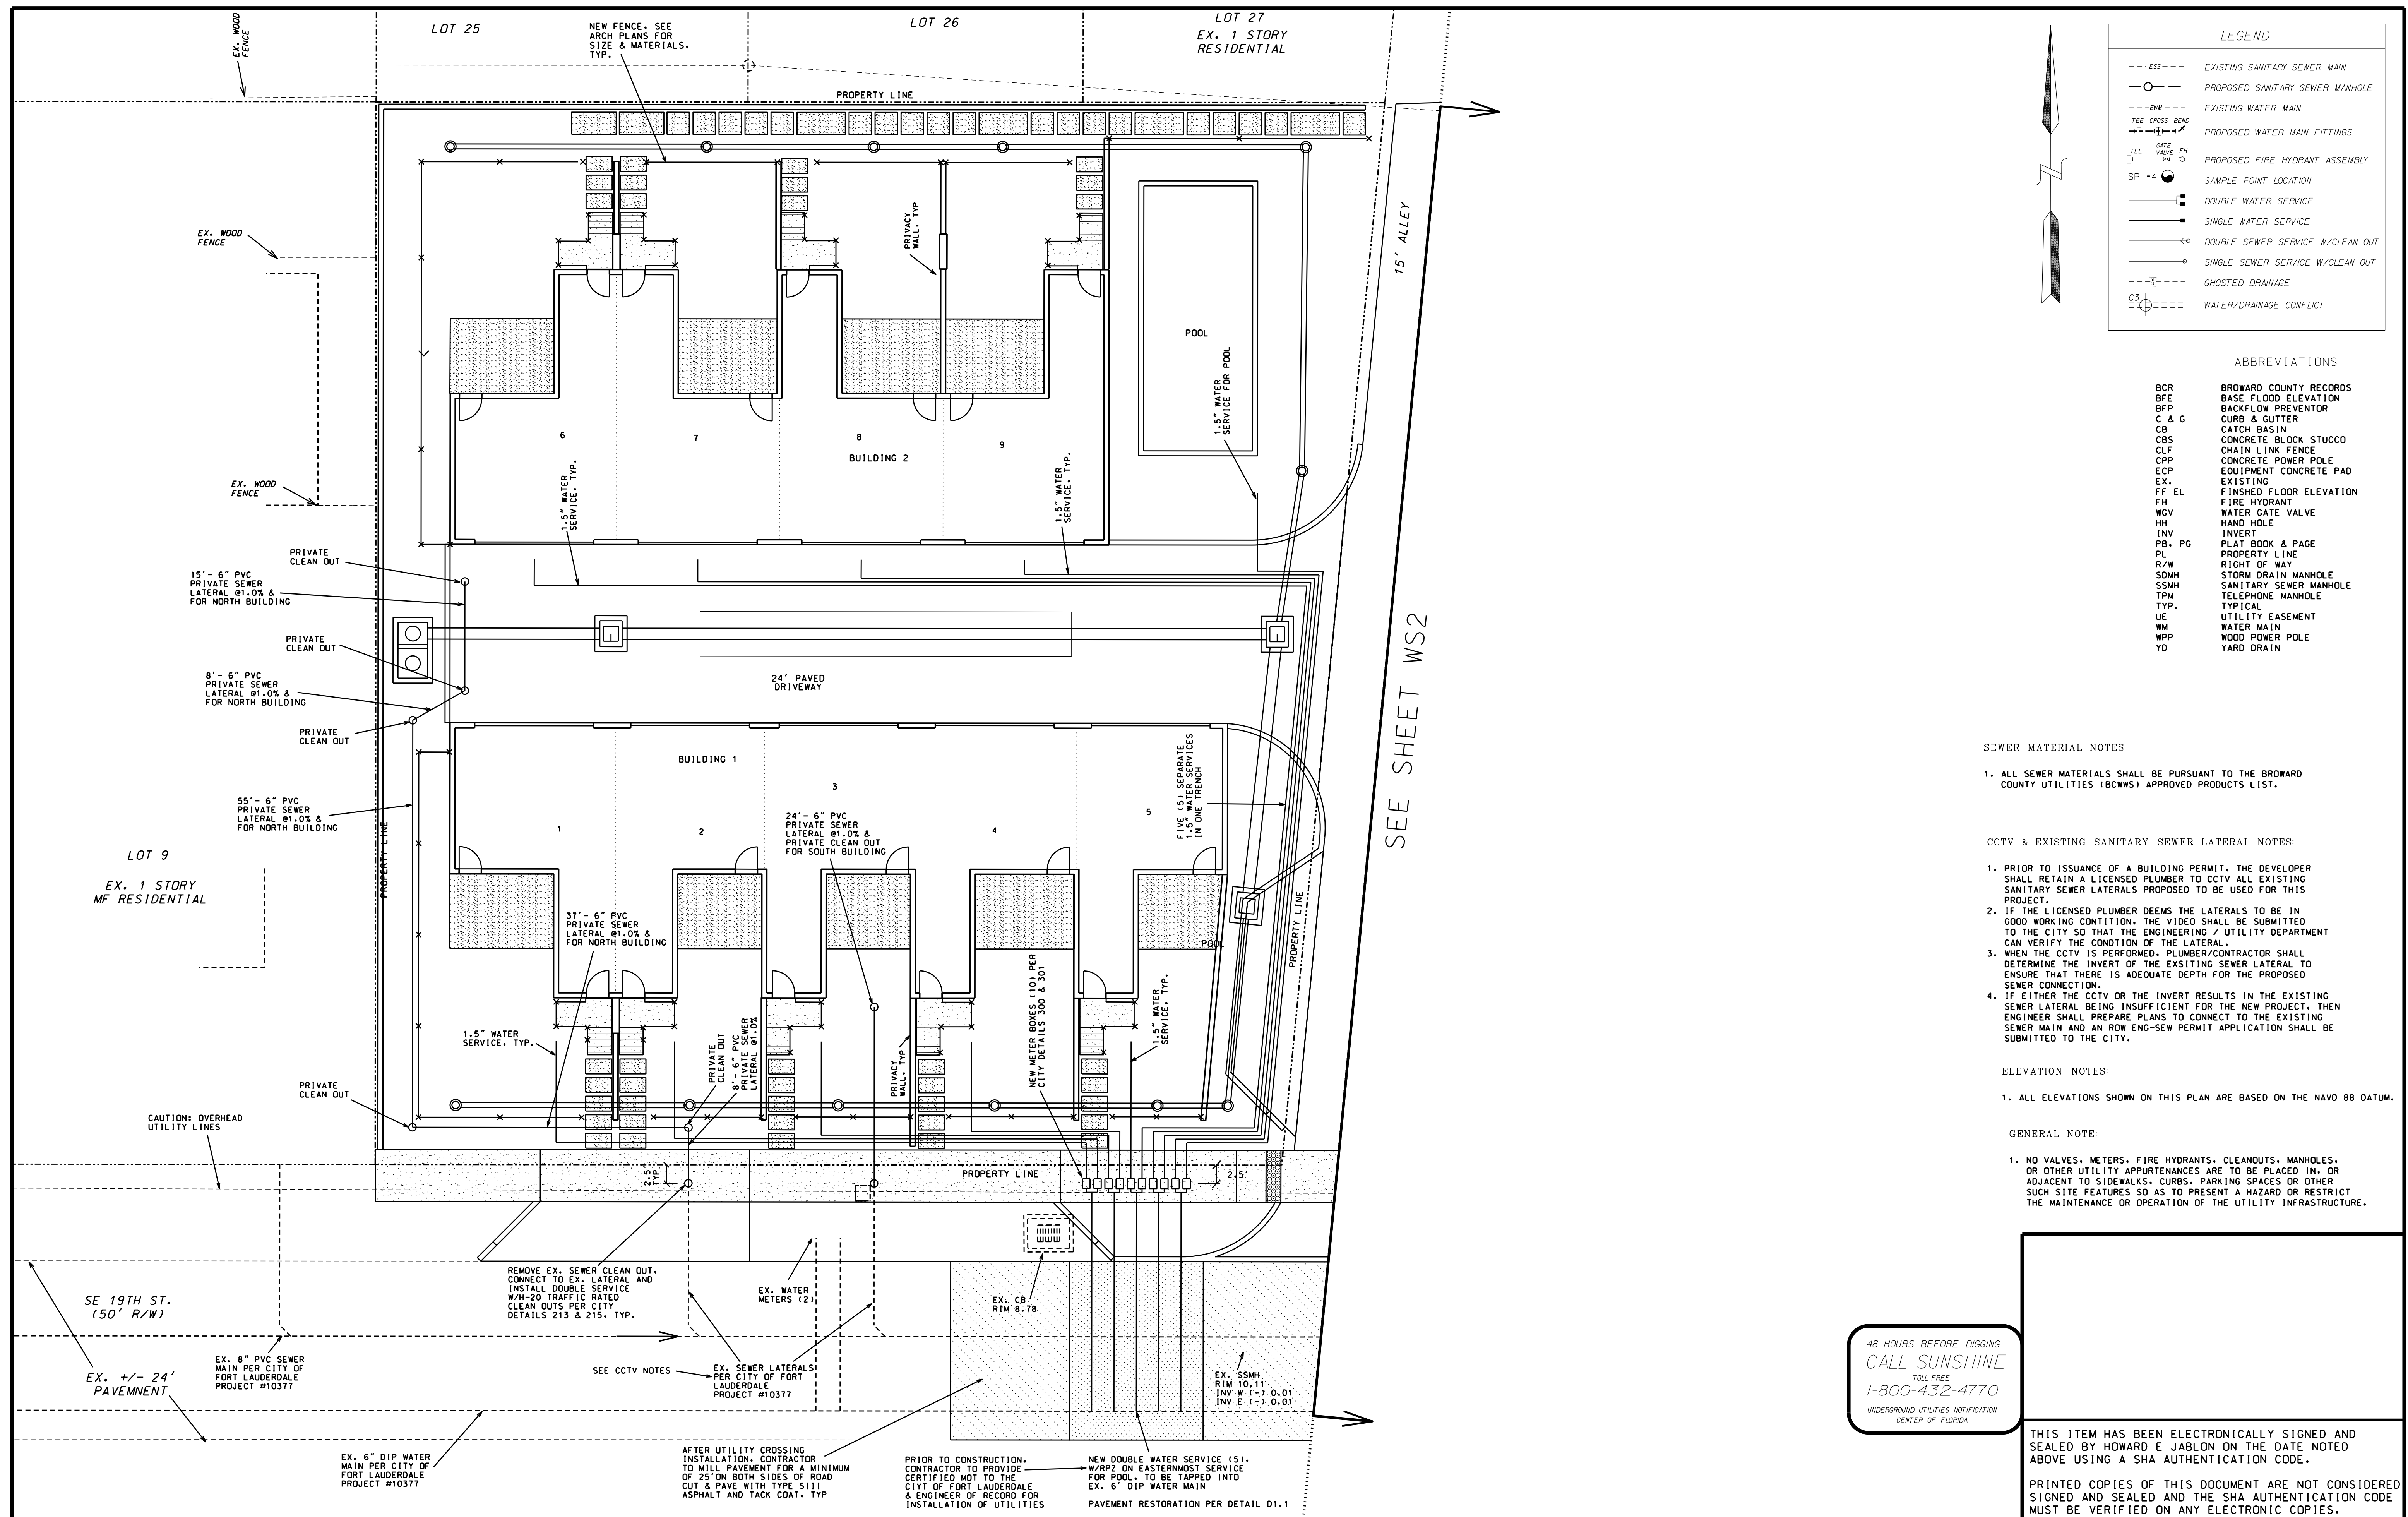 LOT 25
LOT 26
LOT 27
EX. 1 STORY
RESIDENTIAL
EX. WOOD
FENCE
NEW FENCE. SEE
ARCH PLANS FOR
SIZE & MATERIALS.
TYP.
PROPERTY LINE
EX. WOOD
FENCE
PRIVACY
WALL. TYP
15' ALLEY
POOL
1.5" WATER
SERVICE FOR POOL
6
7
8
9
BUILDING 2
EX. WOOD
FENCE
1.5" WATER
SERVICE. TYP.
1.5" WATER
SERVICE. TYP.
PRIVATE
CLEAN OUT
15'- 6" PVC
PRIVATE SEWER
LATERAL @1.0% &
FOR NORTH BUILDING
PRIVATE
CLEAN OUT
8'- 6" PVC
PRIVATE SEWER
LATERAL @1.0% &
FOR NORTH BUILDING
24' PAVED
DRIVEWAY
PRIVATE
CLEAN OUT
SEE SHEET WS2
BUILDING 1
FIVE (5) SEPARATE
1.5" WATER SERVICES
IN ONE TRENCH
1
2
3
4
5
55'- 6" PVC
PRIVATE SEWER
LATERAL @1.0% &
FOR NORTH BUILDING
24'- 6" PVC
PRIVATE SEWER
LATERAL @1.0% &
PRIVATE CLEAN OUT
FOR SOUTH BUILDING
PROPERTY LINE
LOT 9
EX. 1 STORY
MF RESIDENTIAL
37'- 6" PVC
PRIVATE SEWER
LATERAL @1.0% &
FOR NORTH BUILDING
POOL
PROPERTY LINE
NEW METER BOXES (10) PER
CITY DETAILS 300 & 301
1.5" WATER
SERVICE. TYP.
1.5" WATER
SERVICE. TYP.
PRIVATE
CLEAN OUT
8'- 6" PVC
PRIVATE SEWER
LATERAL @1.0%
PRIVACY
WALL. TYP
PRIVATE
CLEAN OUT
CAUTION: OVERHEAD
UTILITY LINES
2.5'
TYP
PROPERTY LINE
2.5'
SE 19TH ST.
(50' R/W)
REMOVE EX. SEWER CLEAN OUT.
CONNECT TO EX. LATERAL AND
INSTALL DOUBLE SERVICE
W/H-20 TRAFFIC RATED
CLEAN OUTS PER CITY
DETAILS 213 & 215. TYP.
EX. WATER
METERS (2)
EX. CB
RIM 8.78
EX. 8" PVC SEWER
MAIN PER CITY OF
FORT LAUDERDALE
PROJECT #10377
EX. +/- 24'
PAVEMNENT
SEE CCTV NOTES
EX. SEWER LATERALS
PER CITY OF FORT
LAUDERDALE
PROJECT #10377
EX. SSMH
RIM 10.11
INV W (-) 0.01
INV E (-) 0.01
EX. 6" DIP WATER
MAIN PER CITY OF
FORT LAUDERDALE
PROJECT #10377
AFTER UTILITY CROSSING
INSTALLATION. CONTRACTOR
TO MILL PAVEMENT FOR A MINIMUM
OF 25'ON BOTH SIDES OF ROAD
CUT & PAVE WITH TYPE SIII
ASPHALT AND TACK COAT. TYP
PRIOR TO CONSTRUCTION.
CONTRACTOR TO PROVIDE
CERTIFIED MOT TO THE
CIYT OF FORT LAUDERDALE
& ENGINEER OF RECORD FOR
INSTALLATION OF UTILITIES
NEW DOUBLE WATER SERVICE (5).
W/RPZ ON EASTERNMOST SERVICE
FOR POOL. TO BE TAPPED INTO
EX. 6' DIP WATER MAIN
PAVEMENT RESTORATION PER DETAIL D1.1
N
LEGEND
ESS EXISTING SANITARY SEWER MAIN
PROPOSED SANITARY SEWER MANHOLE
EWM EXISTING WATER MAIN
TEE CROSS BEND
PROPOSED WATER MAIN FITTINGS
TEE GATE VALVE FH
PROPOSED FIRE HYDRANT ASSEMBLY
SP •4 SAMPLE POINT LOCATION
DOUBLE WATER SERVICE
SINGLE WATER SERVICE
DOUBLE SEWER SERVICE W/CLEAN OUT
SINGLE SEWER SERVICE W/CLEAN OUT
GHOSTED DRAINAGE
C3 WATER/DRAINAGE CONFLICT
ABBREVIATIONS
BCR BROWARD COUNTY RECORDS
BFE BASE FLOOD ELEVATION
BFP BACKFLOW PREVENTOR
C & G CURB & GUTTER
CB CATCH BASIN
CBS CONCRETE BLOCK STUCCO
CLF CHAIN LINK FENCE
CPP CONCRETE POWER POLE
ECP EQUIPMENT CONCRETE PAD
EX. EXISTING
FF EL FINSHED FLOOR ELEVATION
FH FIRE HYDRANT
WGV WATER GATE VALVE
HH HAND HOLE
INV INVERT
PB. PG PLAT BOOK & PAGE
PL PROPERTY LINE
R/W RIGHT OF WAY
SDMH STORM DRAIN MANHOLE
SSMH SANITARY SEWER MANHOLE
TPM TELEPHONE MANHOLE
TYP. TYPICAL
UE UTILITY EASEMENT
WM WATER MAIN
WPP WOOD POWER POLE
YD YARD DRAIN
SEWER MATERIAL NOTES
1. ALL SEWER MATERIALS SHALL BE PURSUANT TO THE BROWARD
COUNTY UTILITIES (BCWWS) APPROVED PRODUCTS LIST.
CCTV & EXISTING SANITARY SEWER LATERAL NOTES:
1. PRIOR TO ISSUANCE OF A BUILDING PERMIT. THE DEVELOPER
SHALL RETAIN A LICENSED PLUMBER TO CCTV ALL EXISTING
SANITARY SEWER LATERALS PROPOSED TO BE USED FOR THIS
PROJECT.
2. IF THE LICENSED PLUMBER DEEMS THE LATERALS TO BE IN
GOOD WORKING CONTITION. THE VIDEO SHALL BE SUBMITTED
TO THE CITY SO THAT THE ENGINEERING / UTILITY DEPARTMENT
CAN VERIFY THE CONDTION OF THE LATERAL.
3. WHEN THE CCTV IS PERFORMED. PLUMBER/CONTRACTOR SHALL
DETERMINE THE INVERT OF THE EXSITING SEWER LATERAL TO
ENSURE THAT THERE IS ADEQUATE DEPTH FOR THE PROPOSED
SEWER CONNECTION.
4. IF EITHER THE CCTV OR THE INVERT RESULTS IN THE EXISTING
SEWER LATERAL BEING INSUFFICIENT FOR THE NEW PROJECT. THEN
ENGINEER SHALL PREPARE PLANS TO CONNECT TO THE EXISTING
SEWER MAIN AND AN ROW ENG-SEW PERMIT APPLICATION SHALL BE
SUBMITTED TO THE CITY.
ELEVATION NOTES:
1. ALL ELEVATIONS SHOWN ON THIS PLAN ARE BASED ON THE NAVD 88 DATUM.
GENERAL NOTE:
1. NO VALVES. METERS. FIRE HYDRANTS. CLEANOUTS. MANHOLES.
OR OTHER UTILITY APPURTENANCES ARE TO BE PLACED IN. OR
ADJACENT TO SIDEWALKS. CURBS. PARKING SPACES OR OTHER
SUCH SITE FEATURES SO AS TO PRESENT A HAZARD OR RESTRICT
THE MAINTENANCE OR OPERATION OF THE UTILITY INFRASTRUCTURE.
48 HOURS BEFORE DIGGING
CALL SUNSHINE
TOLL FREE
1-800-432-4770
UNDERGROUND UTILITIES NOTIFICATION
CENTER OF FLORIDA
THIS ITEM HAS BEEN ELECTRONICALLY SIGNED AND
SEALED BY HOWARD E JABLON ON THE DATE NOTED
ABOVE USING A SHA AUTHENTICATION CODE.
PRINTED COPIES OF THIS DOCUMENT ARE NOT CONSIDERED
SIGNED AND SEALED AND THE SHA AUTHENTICATION CODE
MUST BE VERIFIED ON ANY ELECTRONIC COPIES.